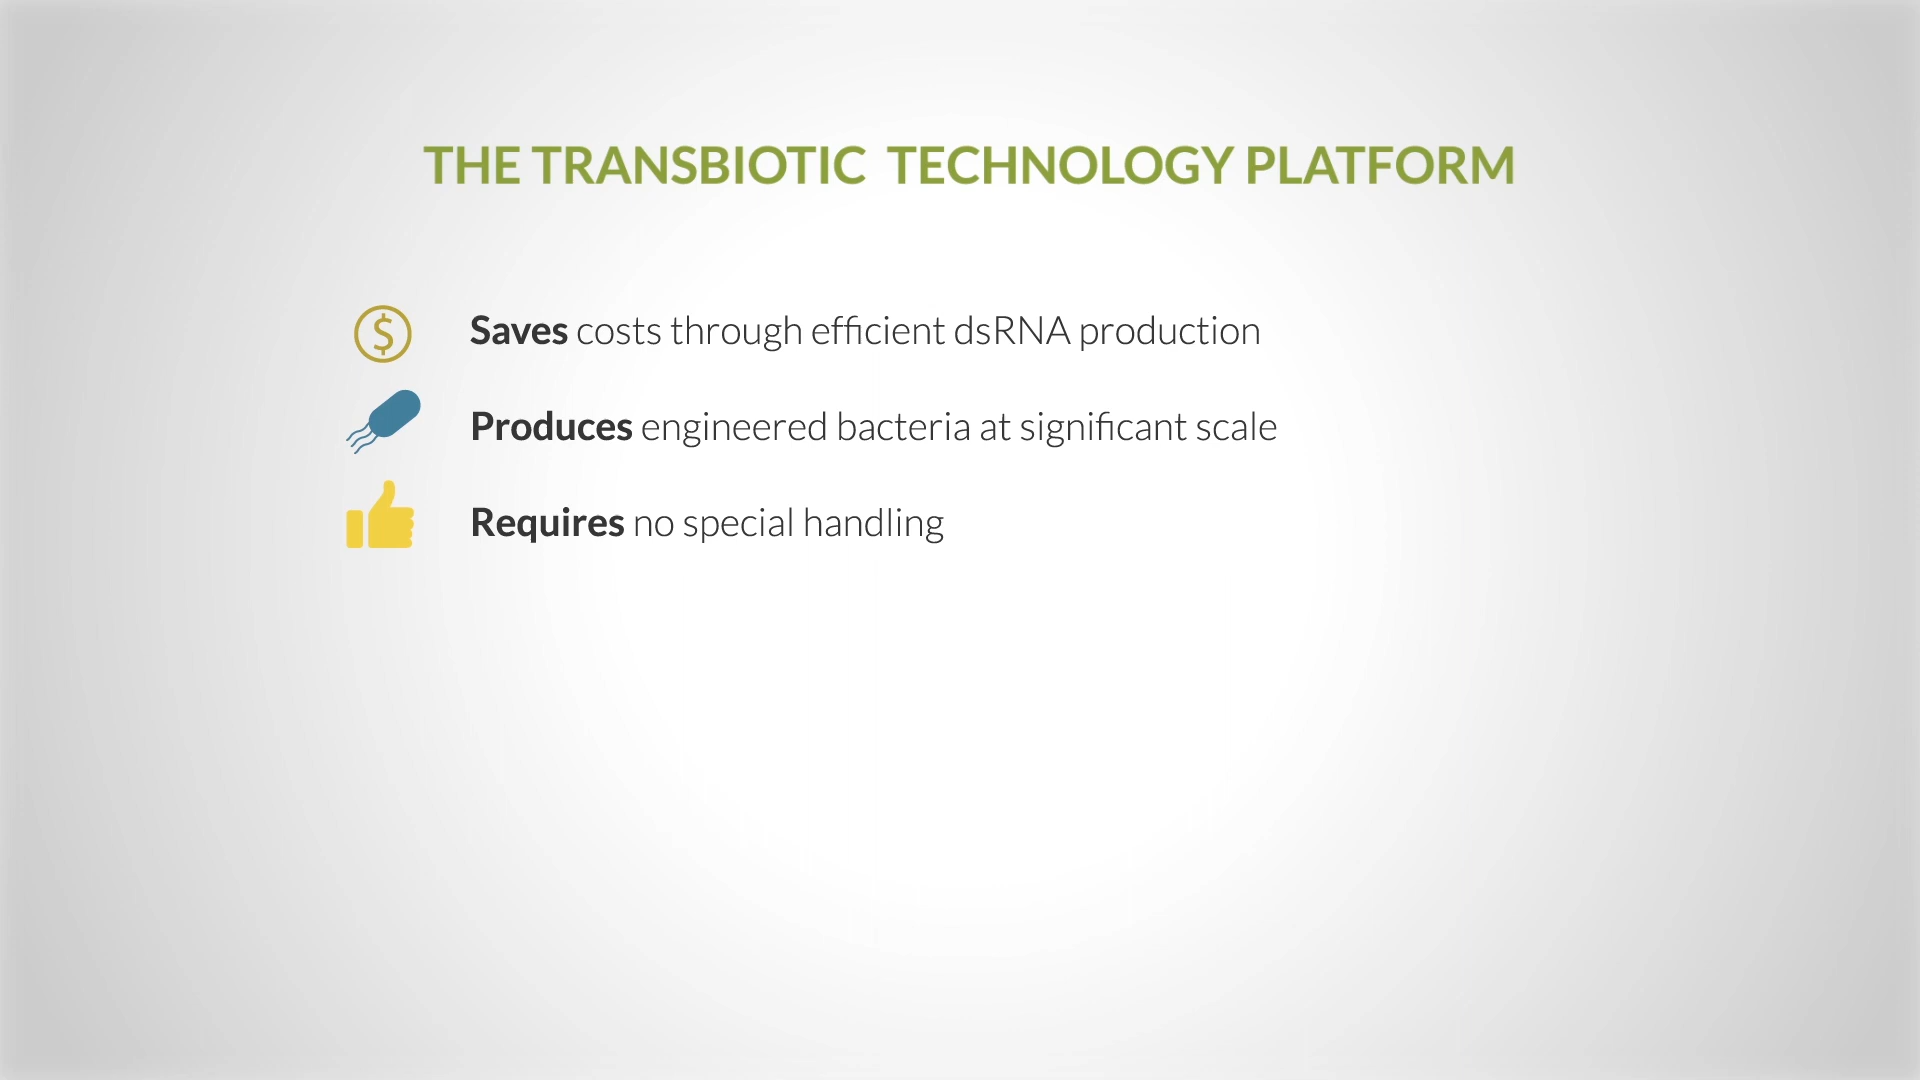 THE TRANSBIOTIC TECHNOLOGY PLATFORM
$ Saves costs through efficient dsRNA production
Produces engineered bacteria at significant scale
Requires no special handling